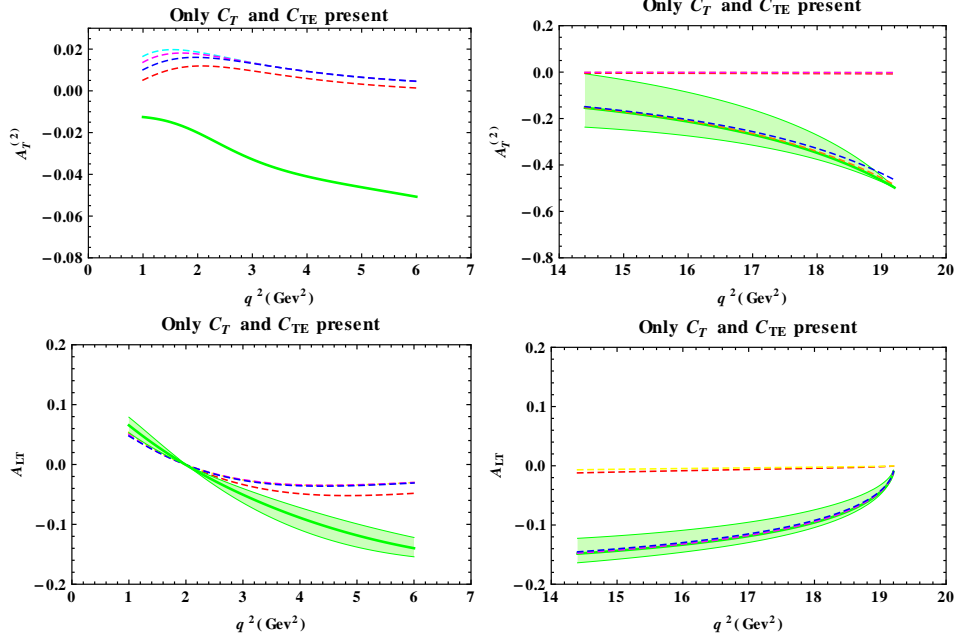 Only C_T and C_TE present
0.02
0.00
−0.02
−0.04
−0.06
−0.08
A_T^(2)
0 1 2 3 4 5 6 7
q^2 (Gev^2)
Only C_T and C_TE present
0.4
0.2
0.0
−0.2
−0.4
−0.6
−0.8
A_T^(2)
14 15 16 17 18 19 20
q^2 (Gev^2)
Only C_T and C_TE present
0.2
0.1
0.0
−0.1
−0.2
A_LT
0 1 2 3 4 5 6 7
q^2 (Gev^2)
Only C_T and C_TE present
0.2
0.1
0.0
−0.1
−0.2
A_LT
14 15 16 17 18 19 20
q^2 (Gev^2)